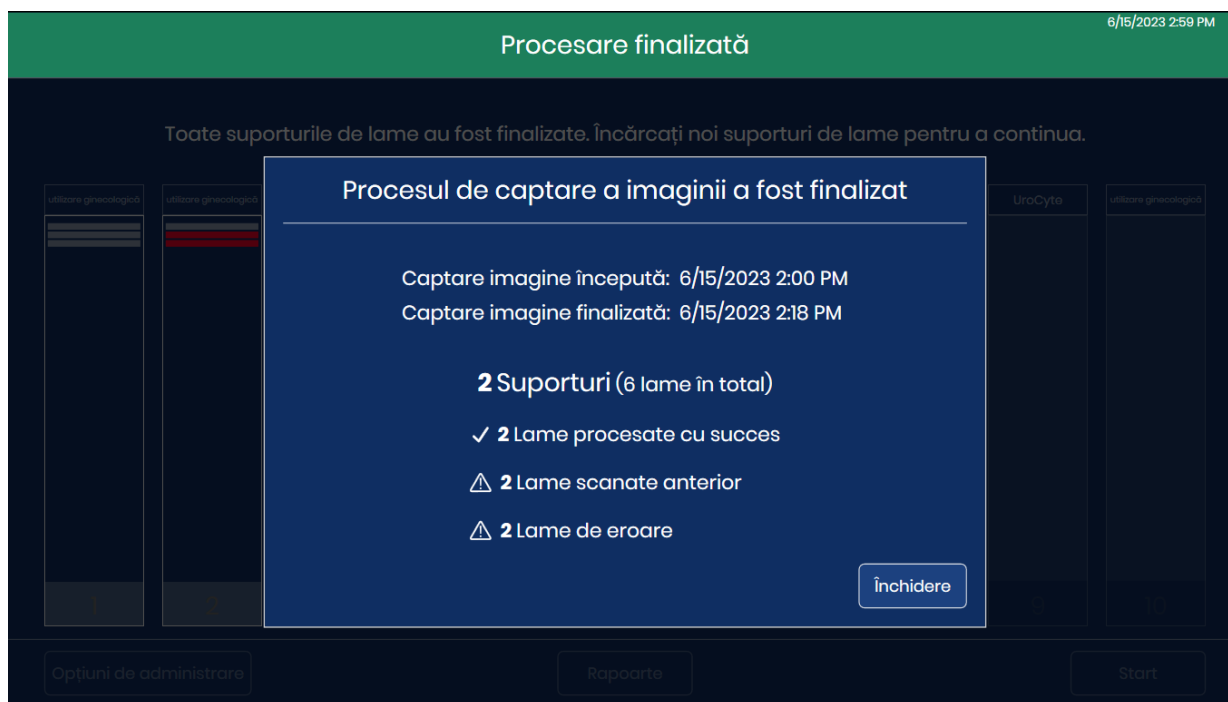 6/15/2023 2:59 PM
Procesare finalizată
Toate suporturile de lame au fost finalizate. Încărcați noi suporturi de lame pentru a continua.
utilizare ginecologică
utilizare ginecologică
UroCyte
utilizare ginecologică
Procesul de captare a imaginii a fost finalizat
Captare imagine începută: 6/15/2023 2:00 PM
Captare imagine finalizată: 6/15/2023 2:18 PM
2 Suporturi (6 lame în total)
2 Lame procesate cu succes
2 Lame scanate anterior
2 Lame de eroare
Închidere
1
2
9
10
Opțiuni de administrare
Rapoarte
Start